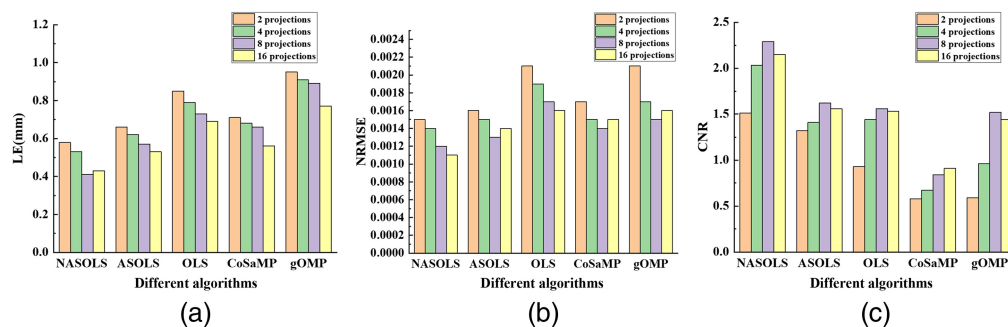 2 projections
4 projections
8 projections
16 projections
1.2
1.0
0.8
0.6
0.4
0.2
0.0
LE(mm)
NASOLS ASOLS OLS CoSaMP gOMP
Different algorithms
(a)
2 projections
4 projections
8 projections
16 projections
0.0024
0.0022
0.0020
0.0018
0.0016
0.0014
0.0012
0.0010
0.0008
0.0006
0.0004
0.0002
0.0000
NRMSE
NASOLS ASOLS OLS CoSaMP gOMP
Different algorithms
(b)
2 projections
4 projections
8 projections
16 projections
2.5
2.0
1.5
1.0
0.5
0.0
CNR
NASOLS ASOLS OLS CoSaMP gOMP
Different algorithms
(c)